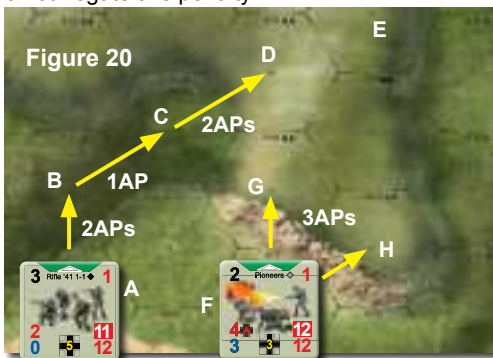 Figure 20
E
D
C
2APs
B
1AP
G
3APs
2APs
H
A
F
3 Rifle '41 1-1 1
2 11
0 5 12
2 Pioneers 1
4 12
3 3 12